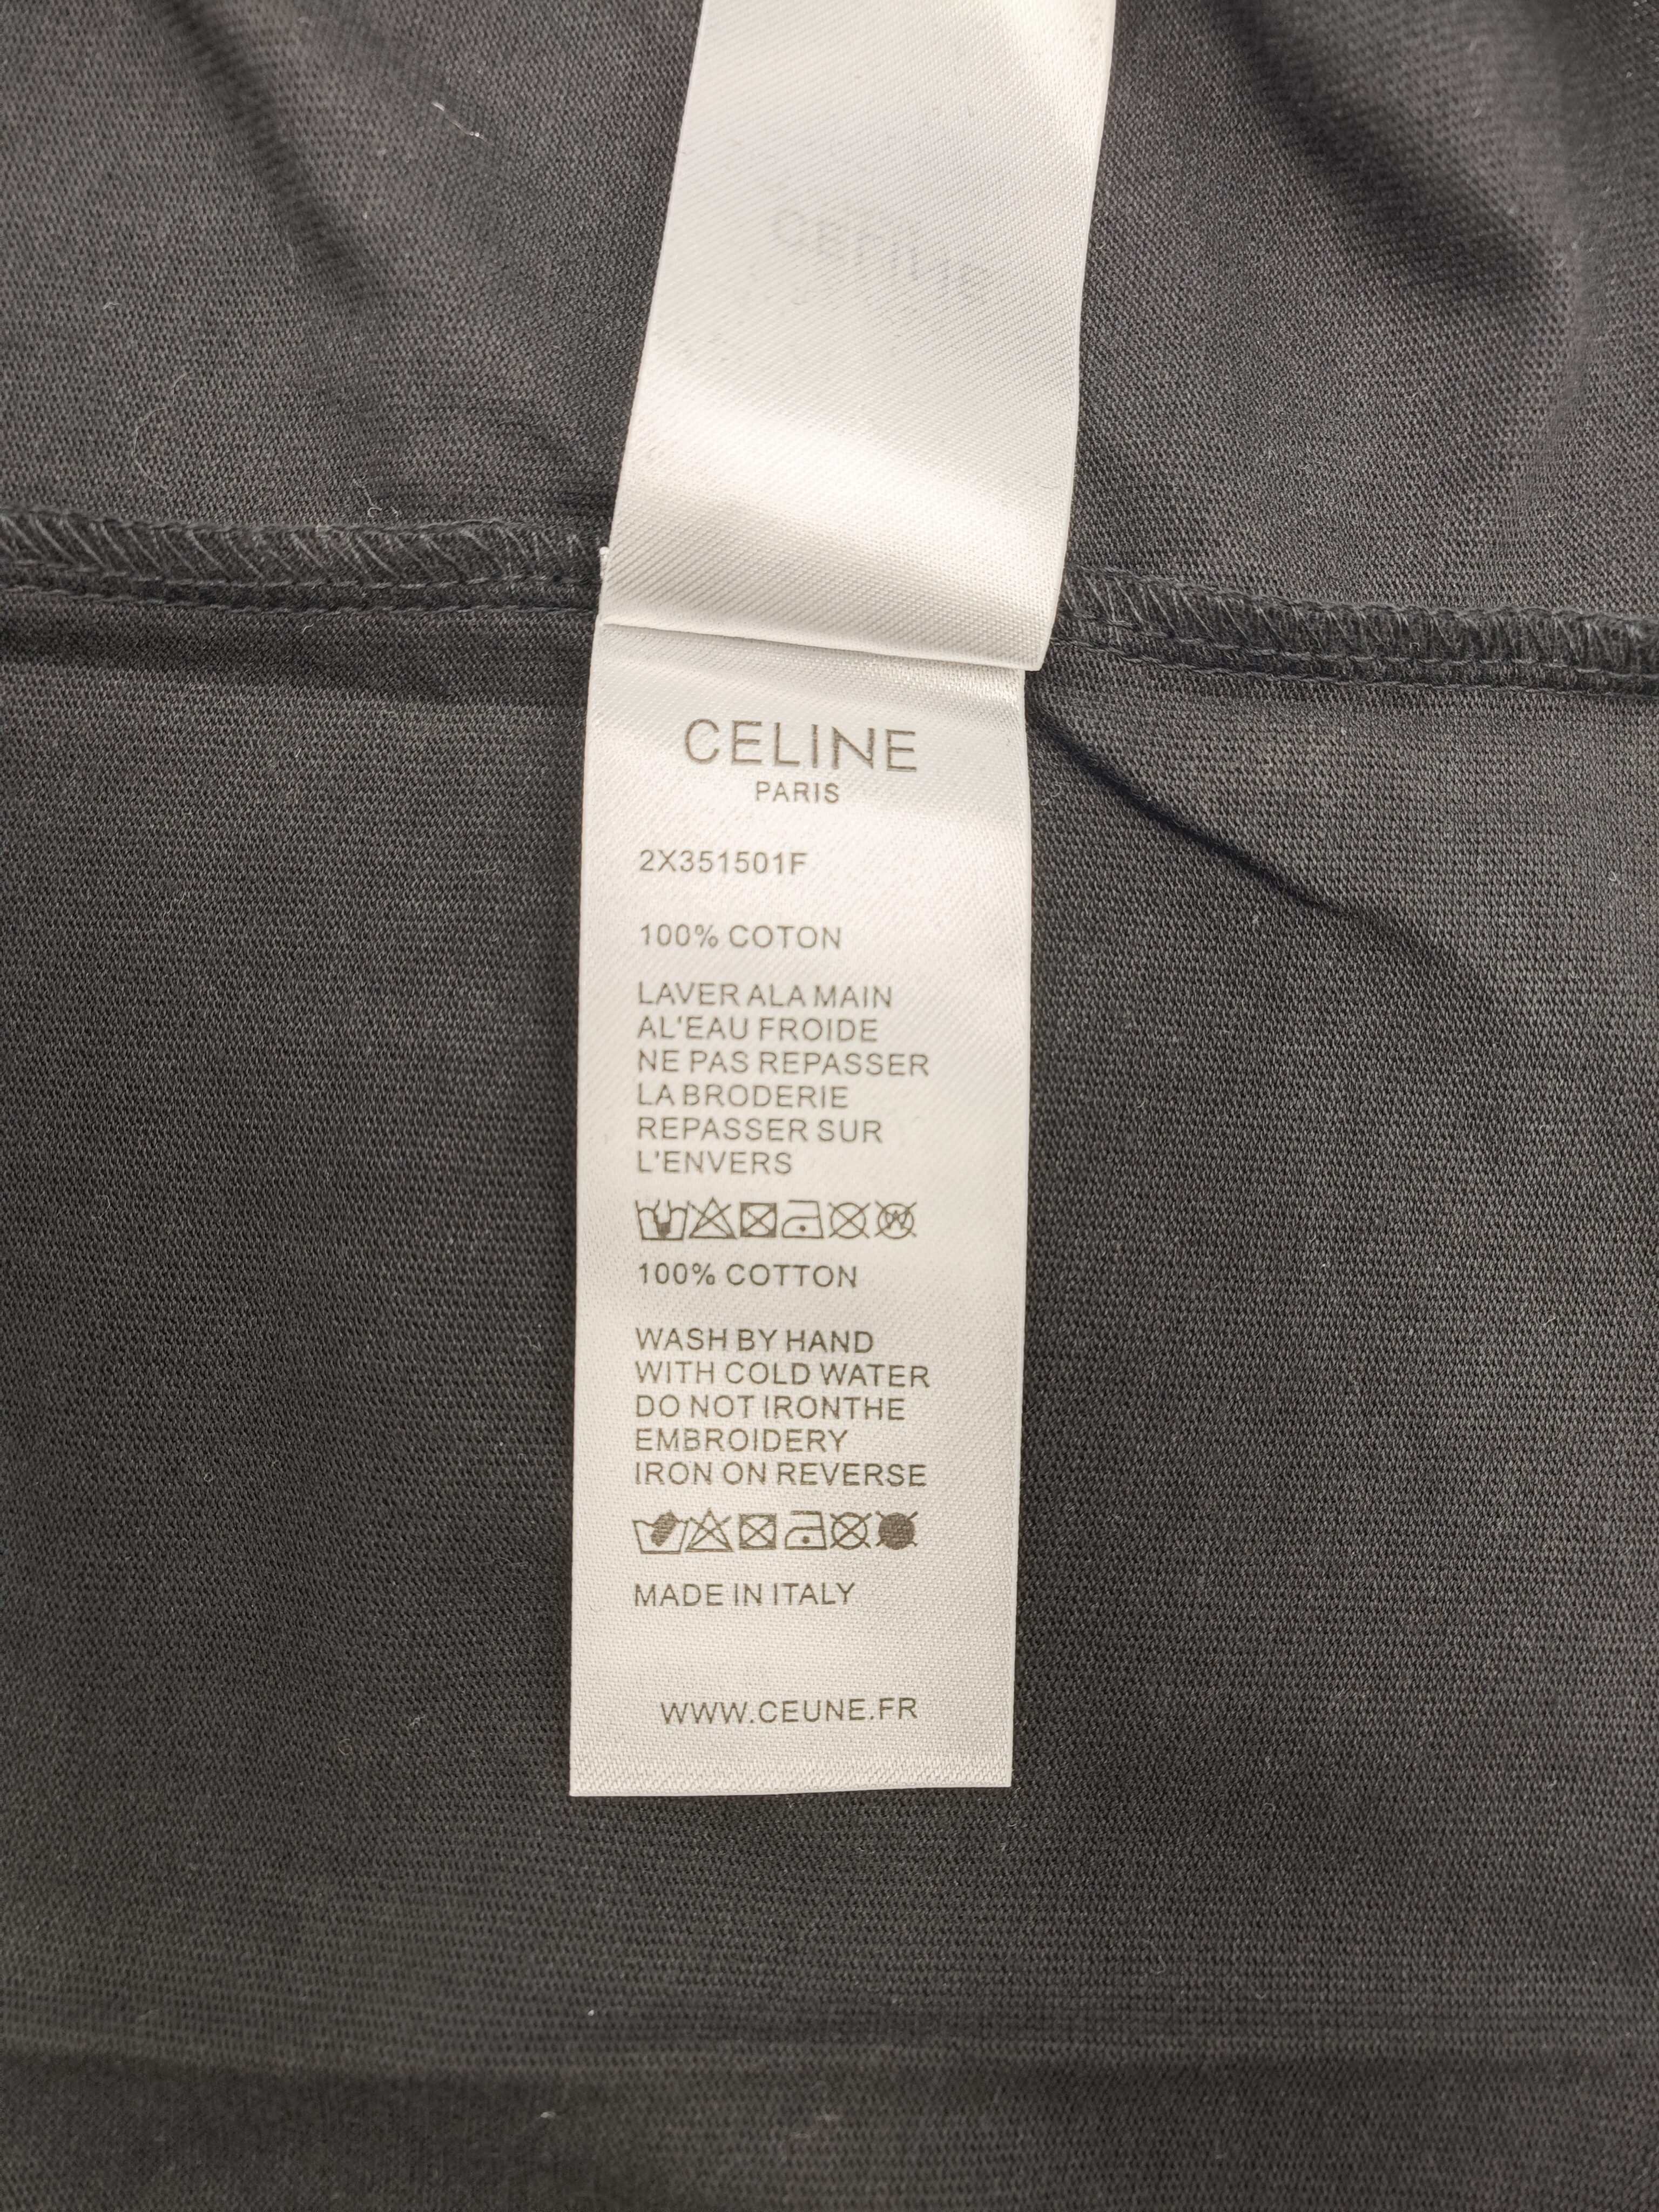 CELINE
PARIS
2X351501F
100% COTON
LAVER ALA MAIN
AL'EAU FROIDE
NE PAS REPASSER
LA BRODERIE
REPASSER SUR
L'ENVERS
100% COTTON
WASH BY HAND
WITH COLD WATER
DO NOT IRONTHE
EMBROIDERY
IRON ON REVERSE
MADE IN ITALY
WWW.CEUNE.FR